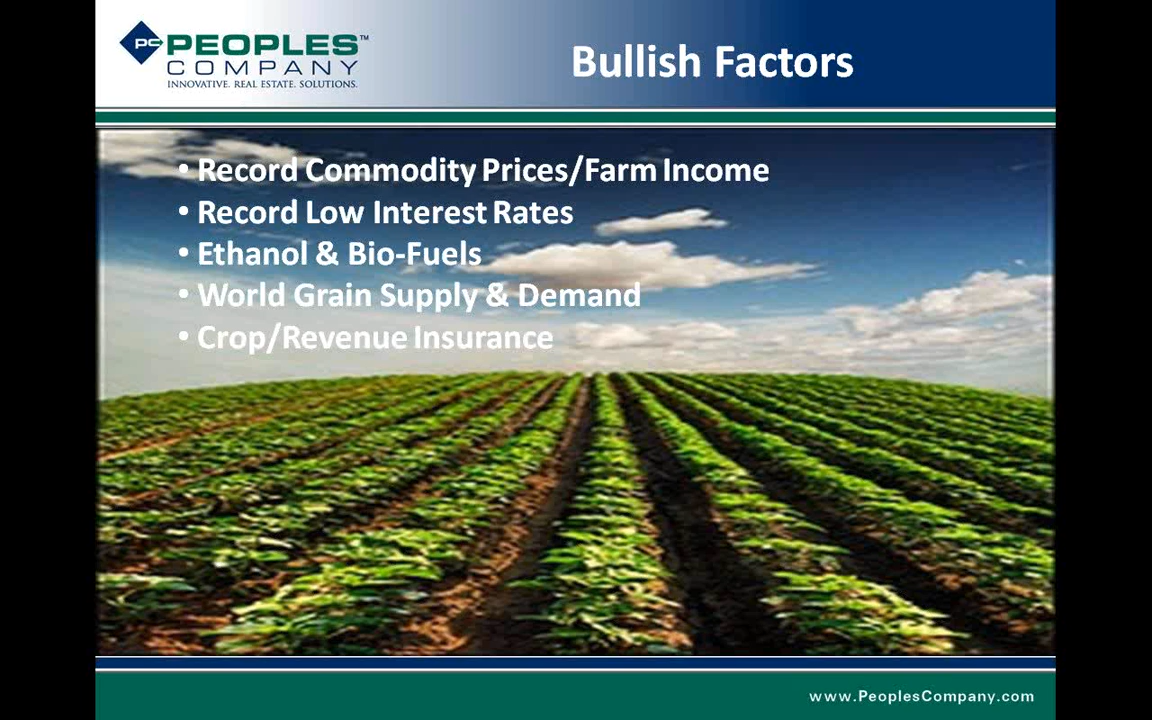 PC PEOPLES™
COMPANY
INNOVATIVE. REAL ESTATE. SOLUTIONS.
Bullish Factors
• Record Commodity Prices/Farm Income
• Record Low Interest Rates
• Ethanol & Bio-Fuels
• World Grain Supply & Demand
• Crop/Revenue Insurance
www.PeoplesCompany.com